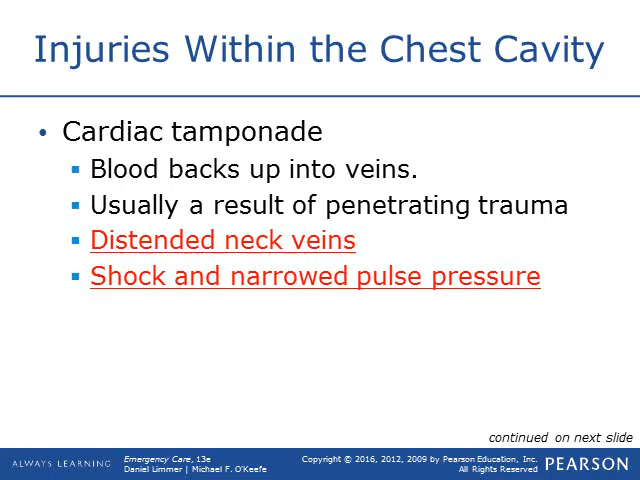 Injuries Within the Chest Cavity
• Cardiac tamponade
▪ Blood backs up into veins.
▪ Usually a result of penetrating trauma
▪ Distended neck veins
▪ Shock and narrowed pulse pressure
continued on next slide
ALWAYS LEARNING
Emergency Care, 13e
Daniel Limmer | Michael F. O'Keefe
Copyright © 2016, 2012, 2009 by Pearson Education, Inc.
All Rights Reserved
PEARSON